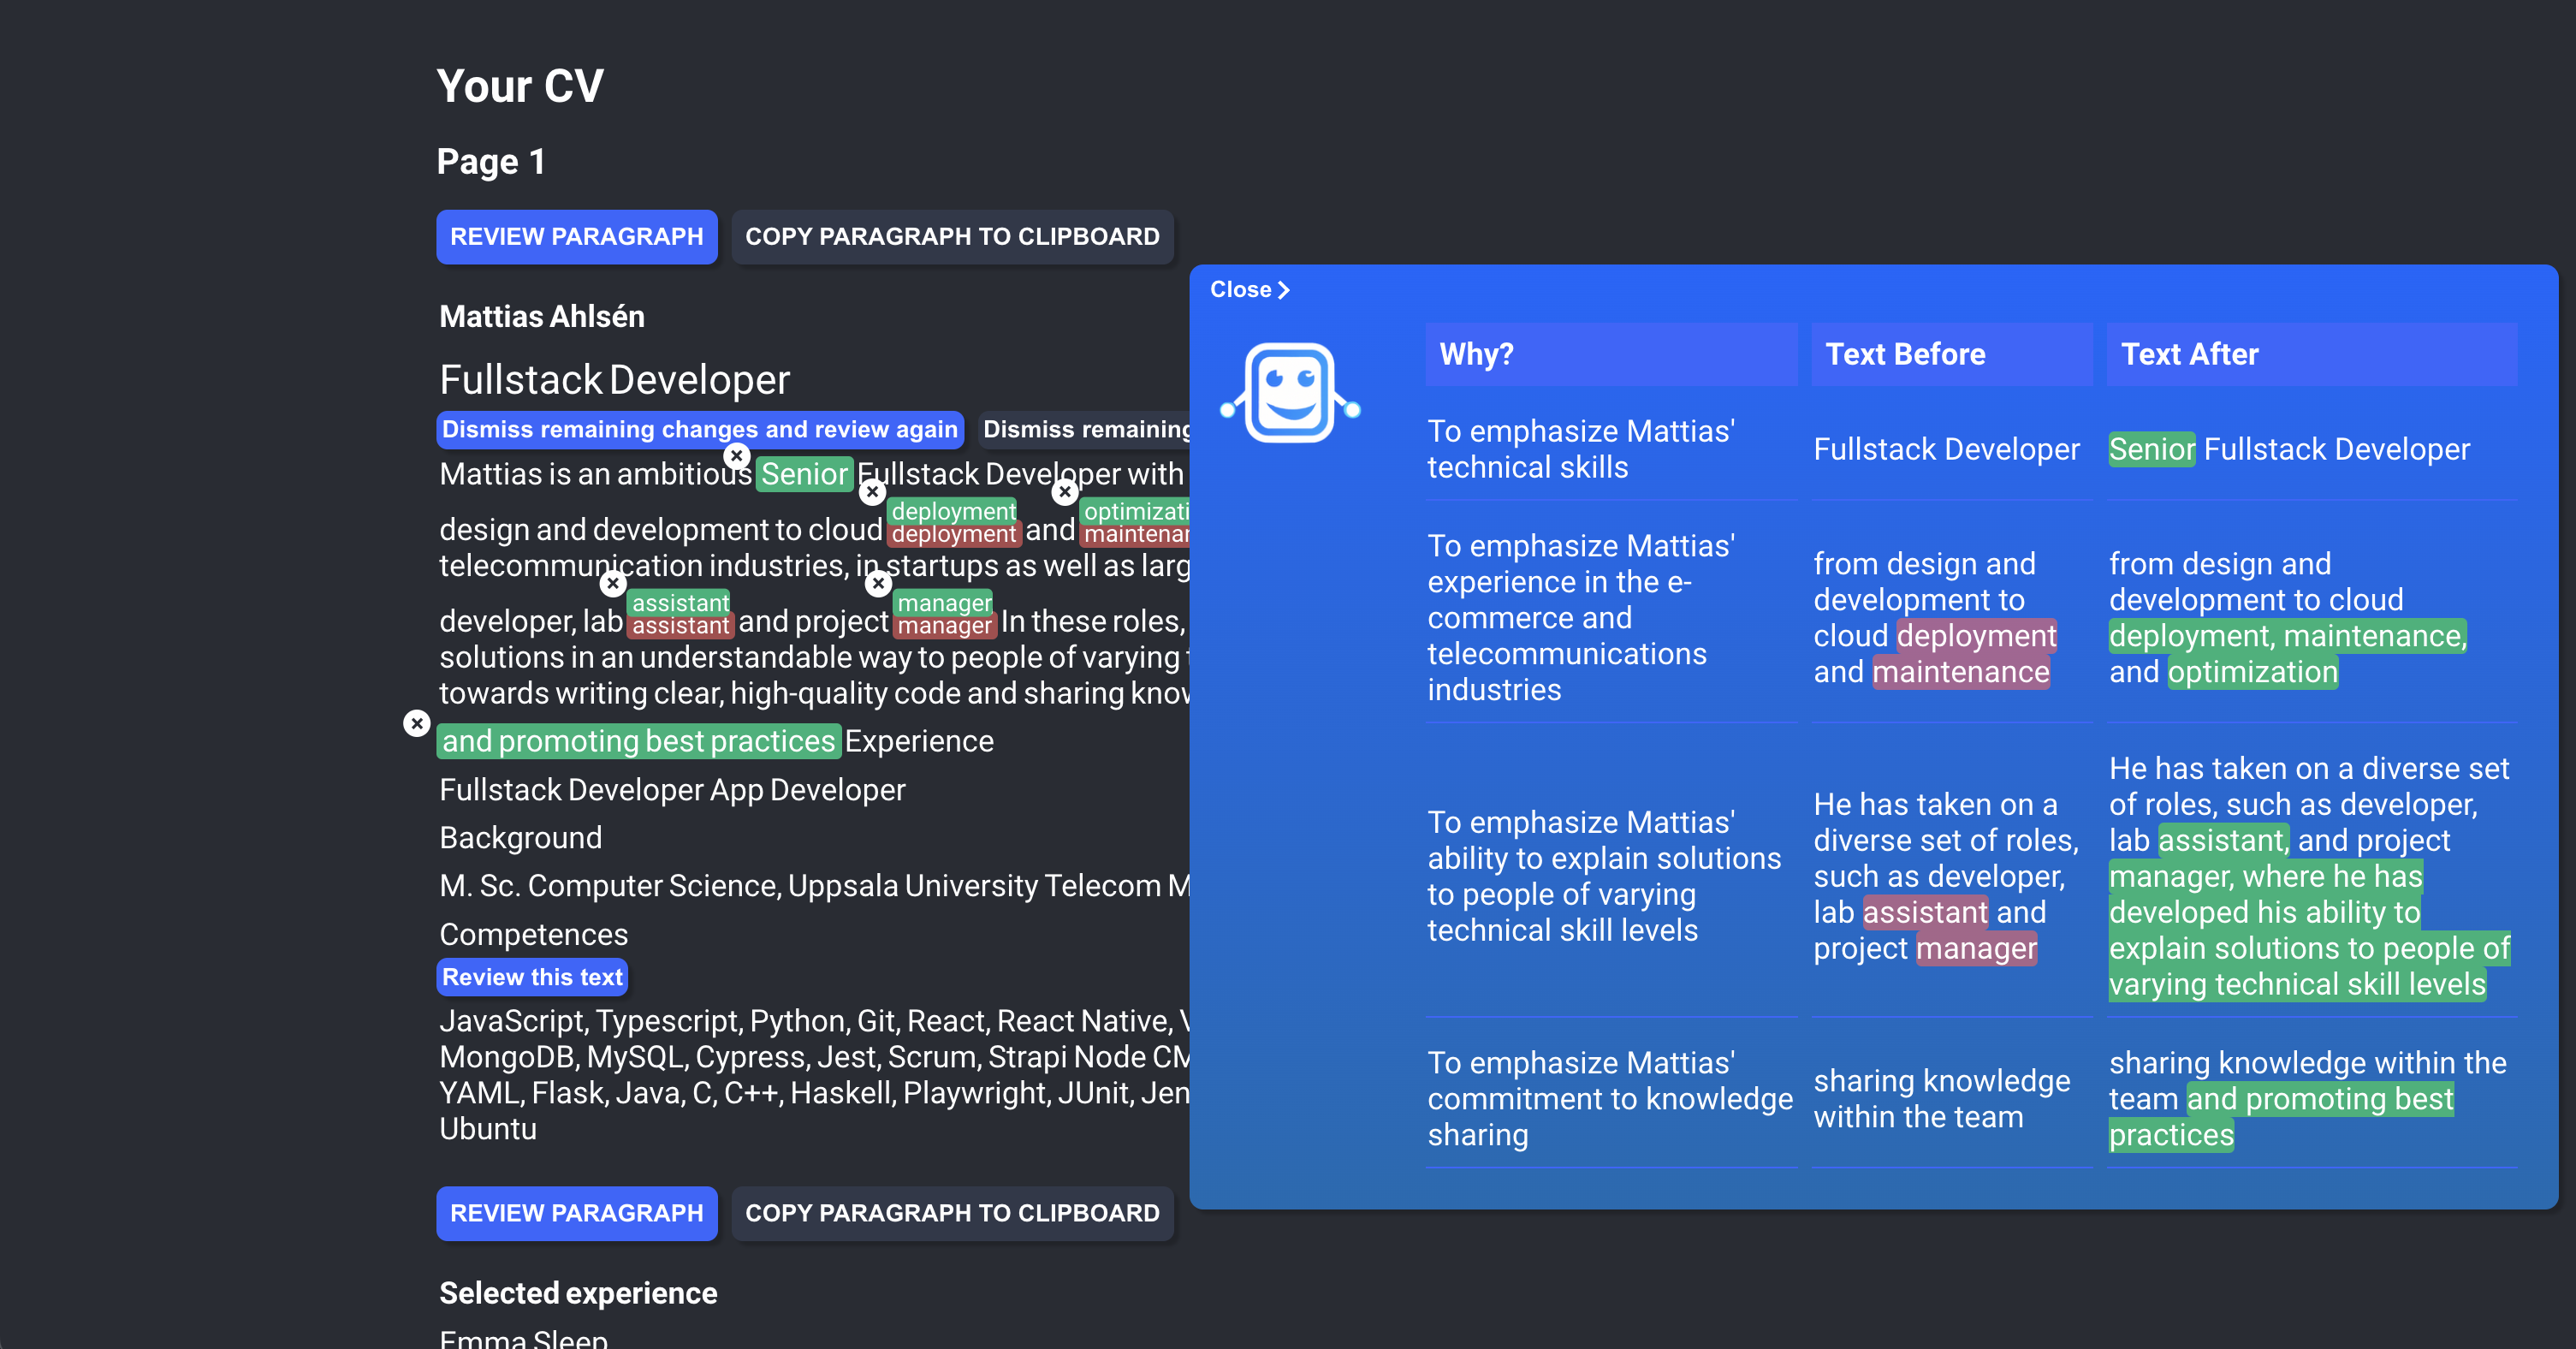 Your CV
Page 1
REVIEW PARAGRAPH COPY PARAGRAPH TO CLIPBOARD
Mattias Ahlsén
Fullstack Developer
Dismiss remaining changes and review again Dismiss remaining
Mattias is an ambitious Senior Fullstack Developer with
deployment optimizati
design and development to cloud deployment and maintenan
telecommunication industries, in startups as well as larg
assistant manager
developer, lab assistant and project manager In these roles,
solutions in an understandable way to people of varying
towards writing clear, high-quality code and sharing know
and promoting best practices Experience
Fullstack Developer App Developer
Background
M. Sc. Computer Science, Uppsala University Telecom M
Competences
Review this text
JavaScript, Typescript, Python, Git, React, React Native,
MongoDB, MySQL, Cypress, Jest, Scrum, Strapi Node CM
YAML, Flask, Java, C, C++, Haskell, Playwright, JUnit, Jen
Ubuntu
REVIEW PARAGRAPH COPY PARAGRAPH TO CLIPBOARD
Selected experience
Emma Sleep
Close
Why? Text Before Text After
To emphasize Mattias'
technical skills
Fullstack Developer
Senior Fullstack Developer
To emphasize Mattias'
experience in the e-
commerce and
telecommunications
industries
from design and
development to
cloud deployment
and maintenance
from design and
development to cloud
deployment, maintenance,
and optimization
To emphasize Mattias'
ability to explain solutions
to people of varying
technical skill levels
He has taken on a
diverse set of roles,
such as developer,
lab assistant and
project manager
He has taken on a diverse set
of roles, such as developer,
lab assistant, and project
manager, where he has
developed his ability to
explain solutions to people of
varying technical skill levels
To emphasize Mattias'
commitment to knowledge
sharing
sharing knowledge
within the team
sharing knowledge within the
team and promoting best
practices